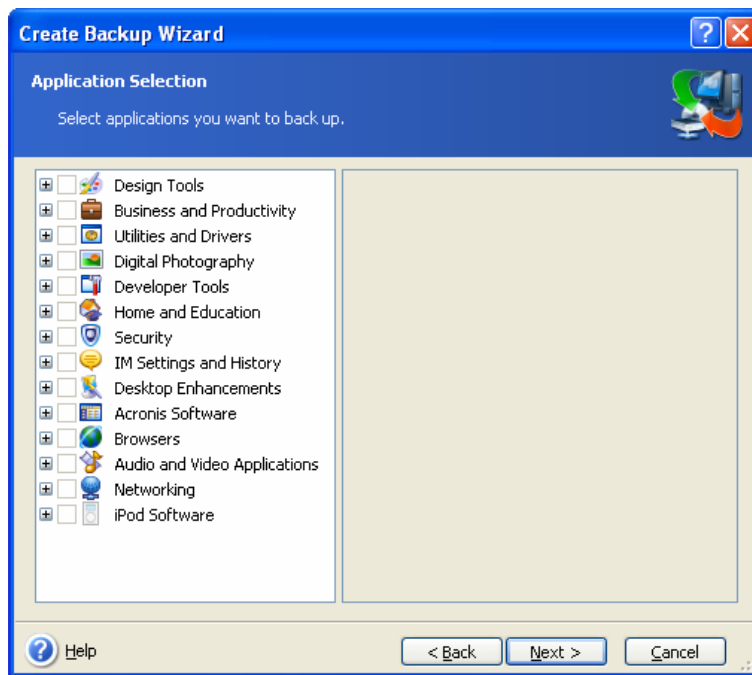 Create Backup Wizard
Application Selection
Select applications you want to back up.
Design Tools
Business and Productivity
Utilities and Drivers
Digital Photography
Developer Tools
Home and Education
Security
IM Settings and History
Desktop Enhancements
Acronis Software
Browsers
Audio and Video Applications
Networking
iPod Software
Help
< Back
Next >
Cancel